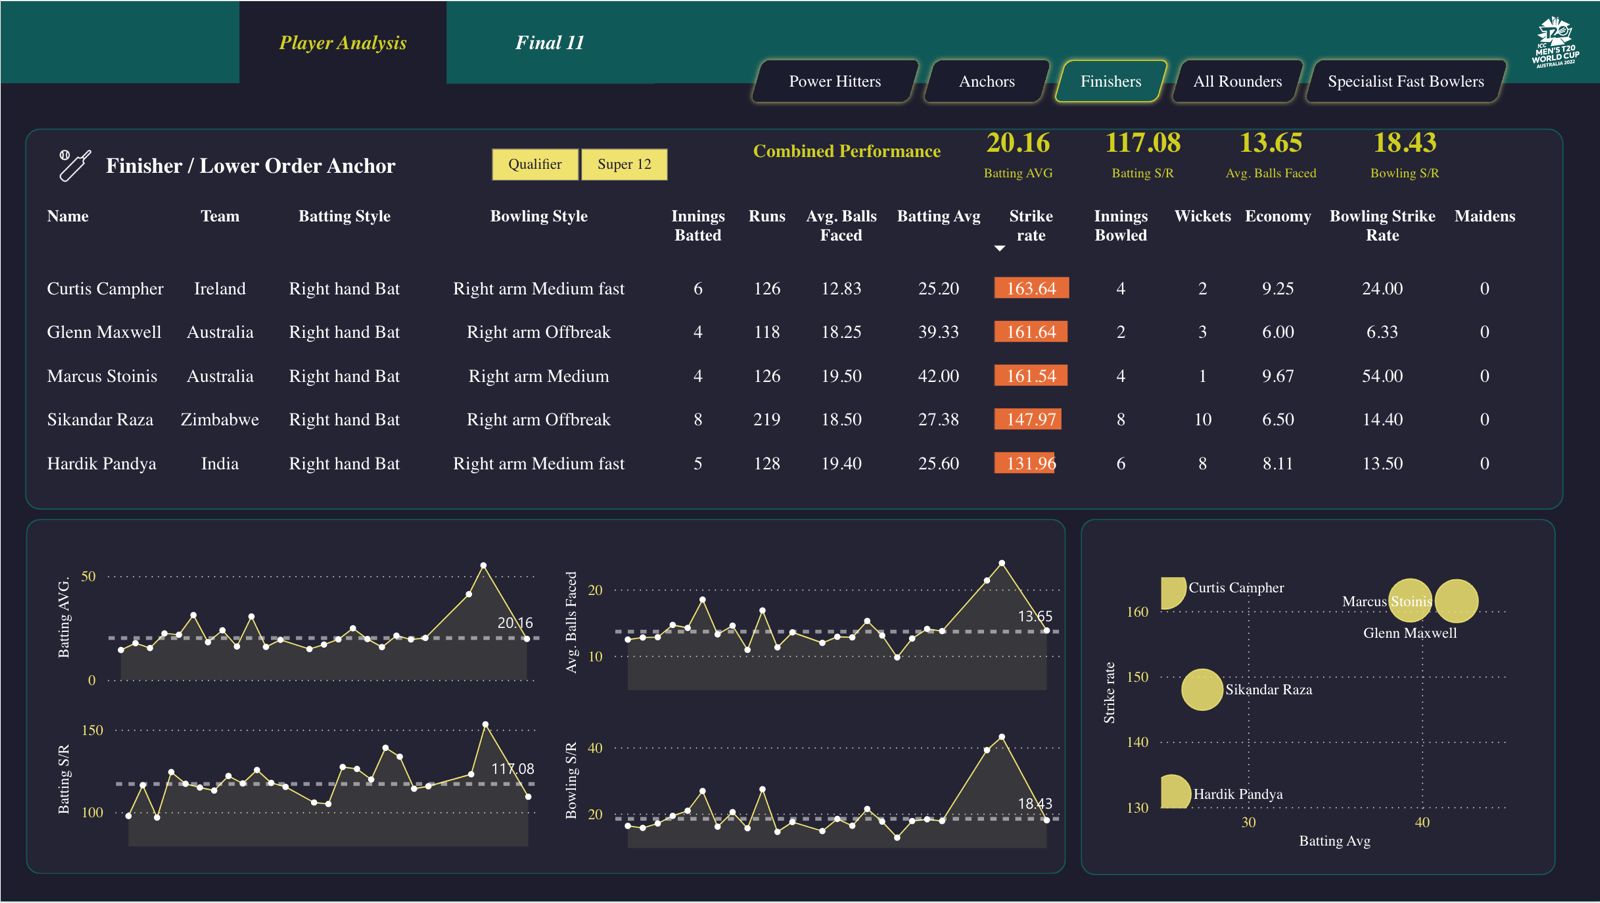 Player Analysis
Final 11
ICC
MEN'S T20
WORLD CUP
AUSTRALIA 2022
Power Hitters
Anchors
Finishers
All Rounders
Specialist Fast Bowlers
Finisher / Lower Order Anchor
Qualifier
Super 12
Combined Performance
20.16
Batting AVG
117.08
Batting S/R
13.65
Avg. Balls Faced
18.43
Bowling S/R
Name Team Batting Style Bowling Style Innings Batted Runs Avg. Balls Faced Batting Avg Strike rate Innings Bowled Wickets Economy Bowling Strike Rate Maidens
Curtis Campher Ireland Right hand Bat Right arm Medium fast 6 126 12.83 25.20 163.64 4 2 9.25 24.00 0
Glenn Maxwell Australia Right hand Bat Right arm Offbreak 4 118 18.25 39.33 161.64 2 3 6.00 6.33 0
Marcus Stoinis Australia Right hand Bat Right arm Medium 4 126 19.50 42.00 161.54 4 1 9.67 54.00 0
Sikandar Raza Zimbabwe Right hand Bat Right arm Offbreak 8 219 18.50 27.38 147.97 8 10 6.50 14.40 0
Hardik Pandya India Right hand Bat Right arm Medium fast 5 128 19.40 25.60 131.96 6 8 8.11 13.50 0
Batting AVG.
50
0
20.16
Avg. Balls Faced
20
10
13.65
Batting S/R
150
100
117.08
Bowling S/R
40
20
18.43
Strike rate
160
150
140
130
Curtis Campher
Marcus Stoinis
Glenn Maxwell
Sikandar Raza
Hardik Pandya
30
40
Batting Avg